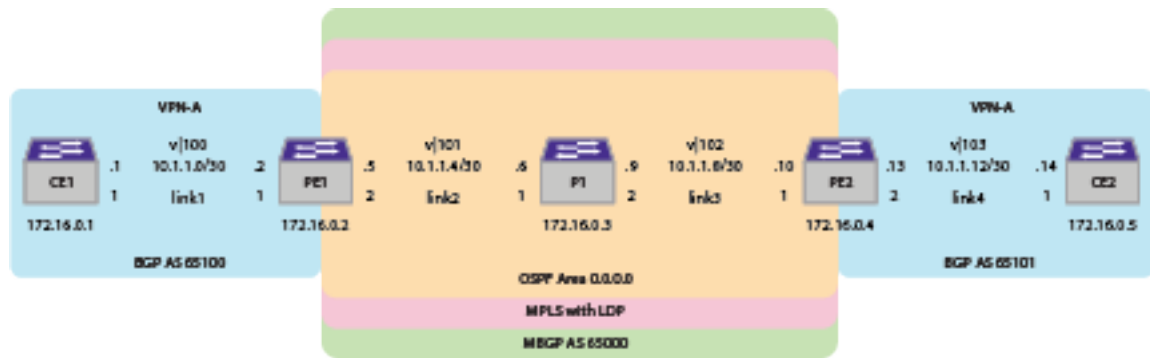 VPN-A
VPN-A
v|100
v|101
v|102
v|103
.1 10.1.1.0/30 .2
.5 10.1.1.4/30 .6
.9 10.1.1.8/30 .10
.13 10.1.1.12/30 .14
CE1
PE1
P1
PE2
CE2
1 link1 1
2 link2 1
2 link3 1
2 link4 1
172.16.0.1
172.16.0.2
172.16.0.3
172.16.0.4
172.16.0.5
BGP AS 65100
OSPF Area 0.0.0.0
BGP AS 65101
MPLS with LDP
MBGP AS 65000